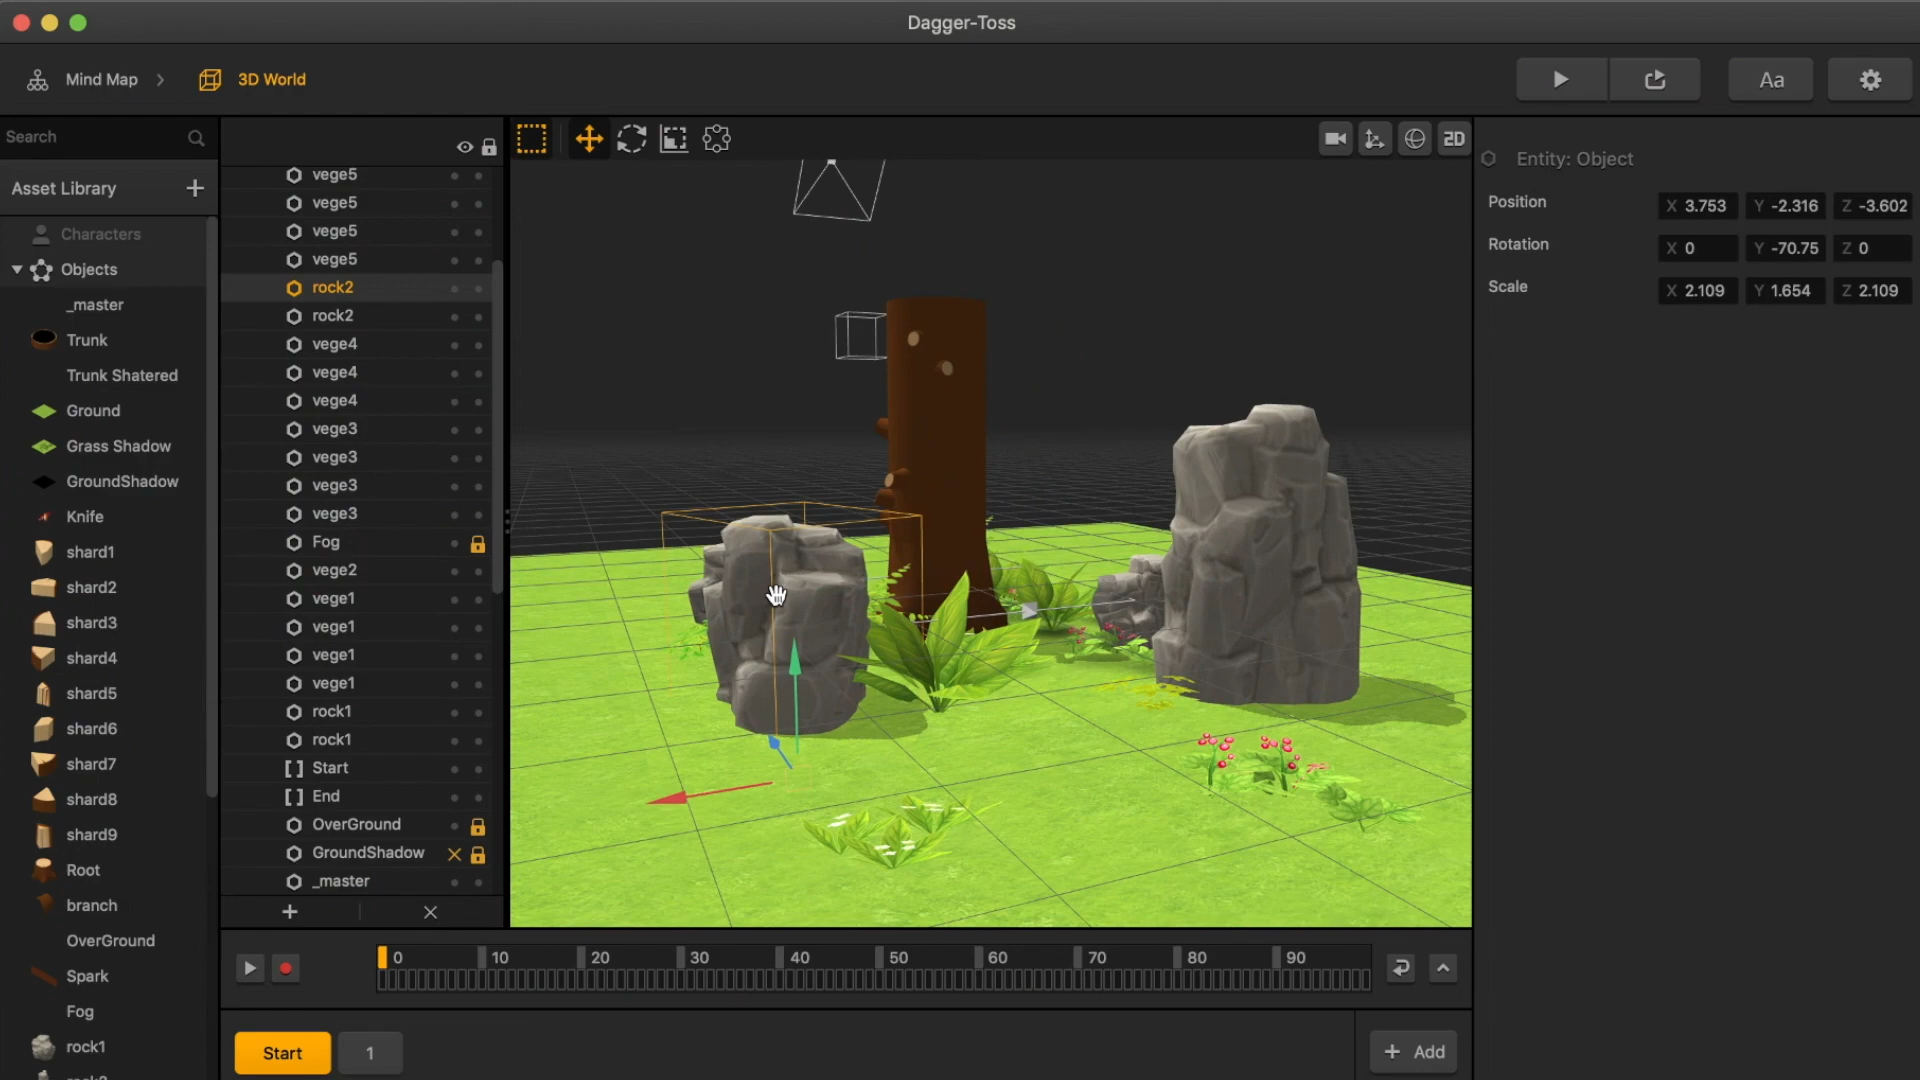 Dagger-Toss
Mind Map
3D World
Aa
Search
Asset Library
Characters
Objects
_master
Trunk
Trunk Shatered
Ground
Grass Shadow
GroundShadow
Knife
shard1
shard2
shard3
shard4
shard5
shard6
shard7
shard8
shard9
Root
branch
OverGround
Spark
Fog
rock1
vege5
vege5
vege5
vege5
rock2
rock2
vege4
vege4
vege4
vege3
vege3
vege3
vege3
Fog
vege2
vege1
vege1
vege1
vege1
rock1
rock1
[ ] Start
[ ] End
OverGround
GroundShadow
_master
2D
Entity: Object
Position X 3.753 Y -2.316 Z -3.602
Rotation X 0 Y -70.75 Z 0
Scale X 2.109 Y 1.654 Z 2.109
0 10 20 30 40 50 60 70 80 90
Start 1
+ Add